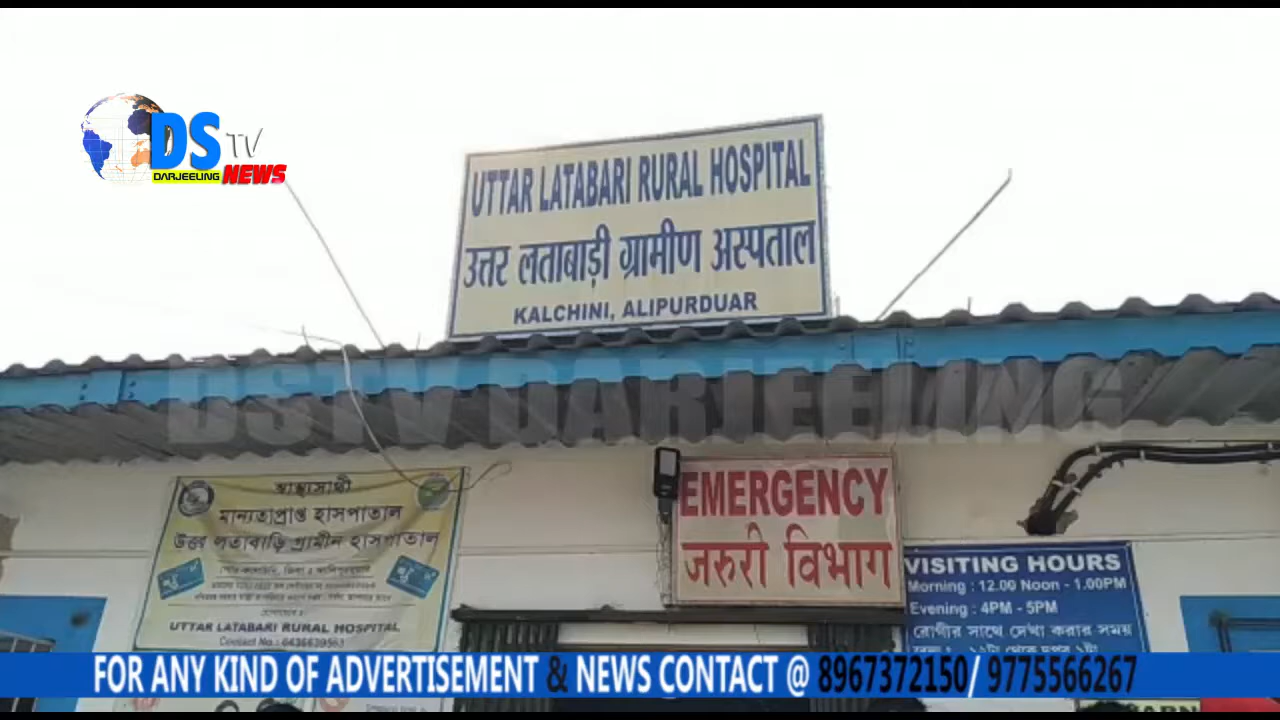 DS TV
DARJEELING NEWS
UTTAR LATABARI RURAL HOSPITAL
उत्तर लताबाड़ी ग्रामीण अस्पताल
KALCHINI, ALIPURDUAR
DSTV DARJEELING
স্বাস্থ্যসাথী
মান্যতাপ্রাপ্ত হাসপাতাল
উত্তর লতাবাড়ি গ্রামীন হাসপাতাল
UTTAR LATABARI RURAL HOSPITAL
Contact No.:
EMERGENCY
जरुरी विभाग
VISITING HOURS
Morning : 12.00 Noon - 1.00PM
Evening : 4PM - 5PM
রোগীর সাথে দেখা করার সময়
FOR ANY KIND OF ADVERTISEMENT & NEWS CONTACT @ 8967372150/ 9775566267